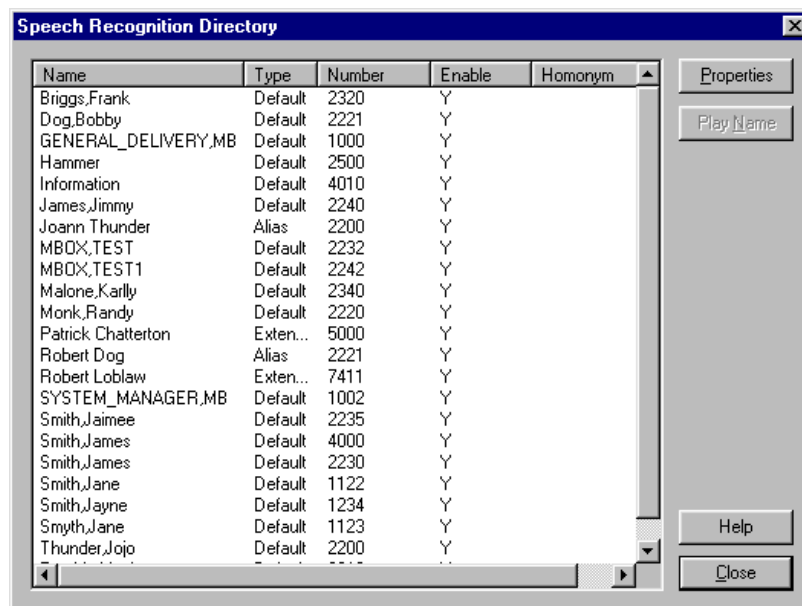 Speech Recognition Directory
Name Type Number Enable Homonym
Briggs,Frank Default 2320 Y
Dog,Bobby Default 2221 Y
GENERAL_DELIVERY,MB Default 1000 Y
Hammer Default 2500 Y
Information Default 4010 Y
James,Jimmy Default 2240 Y
Joann Thunder Alias 2200 Y
MBOX,TEST Default 2232 Y
MBOX,TEST1 Default 2242 Y
Malone,Karlly Default 2340 Y
Monk,Randy Default 2220 Y
Patrick Chatterton Exten... 5000 Y
Robert Dog Alias 2221 Y
Robert Loblaw Exten... 7411 Y
SYSTEM_MANAGER,MB Default 1002 Y
Smith,Jaimee Default 2235 Y
Smith,James Default 4000 Y
Smith,James Default 2230 Y
Smith,Jane Default 1122 Y
Smith,Jayne Default 1234 Y
Smyth,Jane Default 1123 Y
Thunder,Jojo Default 2200 Y
Properties
Play Name
Help
Close